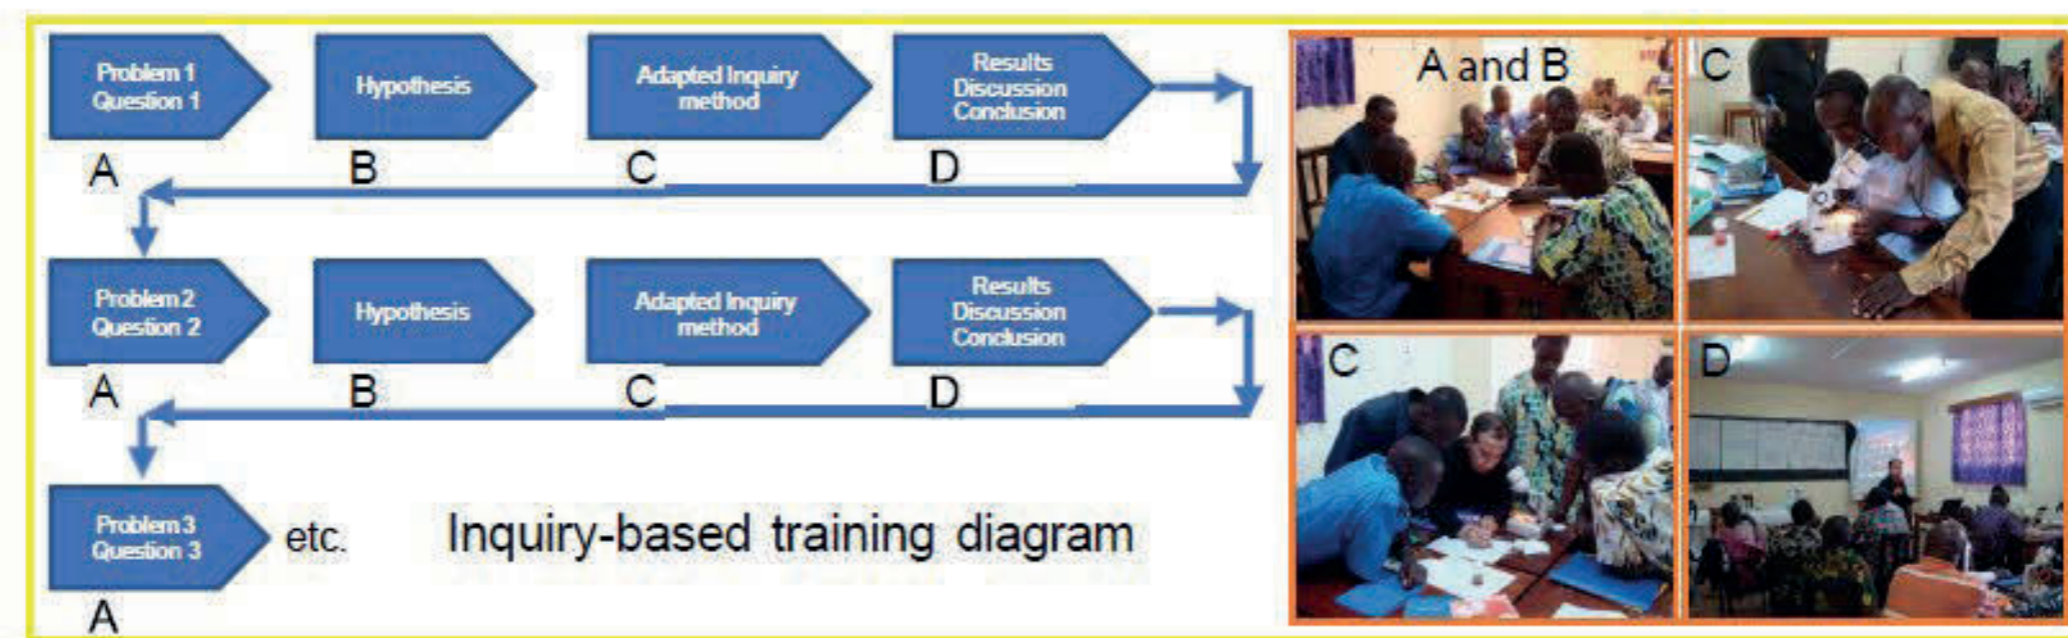 Problem 1
Question 1
Hypothesis
Adapted Inquiry
method
Results
Discussion
Conclusion
A
B
C
D
Problem 2
Question 2
Hypothesis
Adapted Inquiry
method
Results
Discussion
Conclusion
A
B
C
D
Problem 3
Question 3
etc.
Inquiry-based training diagram
A
A and B
C
C
D